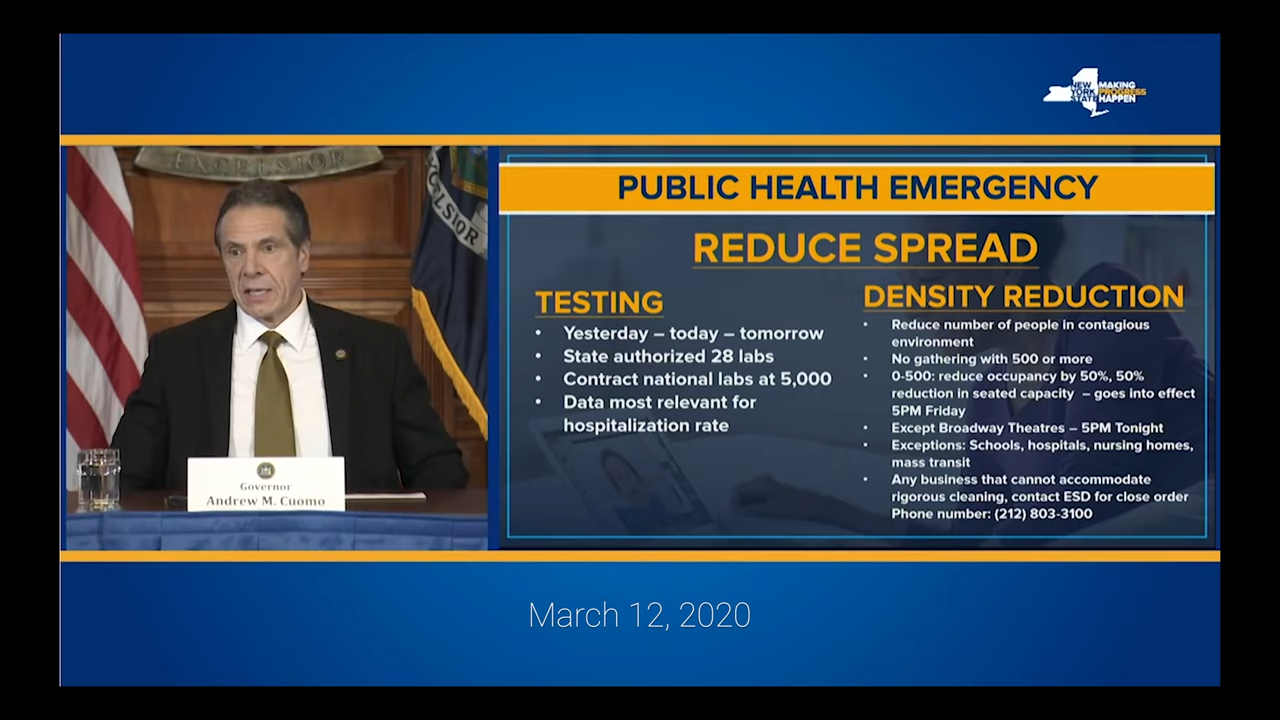 NEW
YORK
STATE
MAKING
PROGRESS
HAPPEN
EXCELSIOR
EXCELSIOR
Governor
Andrew M. Cuomo
PUBLIC HEALTH EMERGENCY
REDUCE SPREAD
TESTING
• Yesterday – today – tomorrow
• State authorized 28 labs
• Contract national labs at 5,000
• Data most relevant for
hospitalization rate
DENSITY REDUCTION
• Reduce number of people in contagious
environment
• No gathering with 500 or more
• 0-500: reduce occupancy by 50%, 50%
reduction in seated capacity – goes into effect
5PM Friday
• Except Broadway Theatres – 5PM Tonight
• Exceptions: Schools, hospitals, nursing homes,
mass transit
• Any business that cannot accommodate
rigorous cleaning, contact ESD for close order
Phone number: (212) 803-3100
March 12, 2020